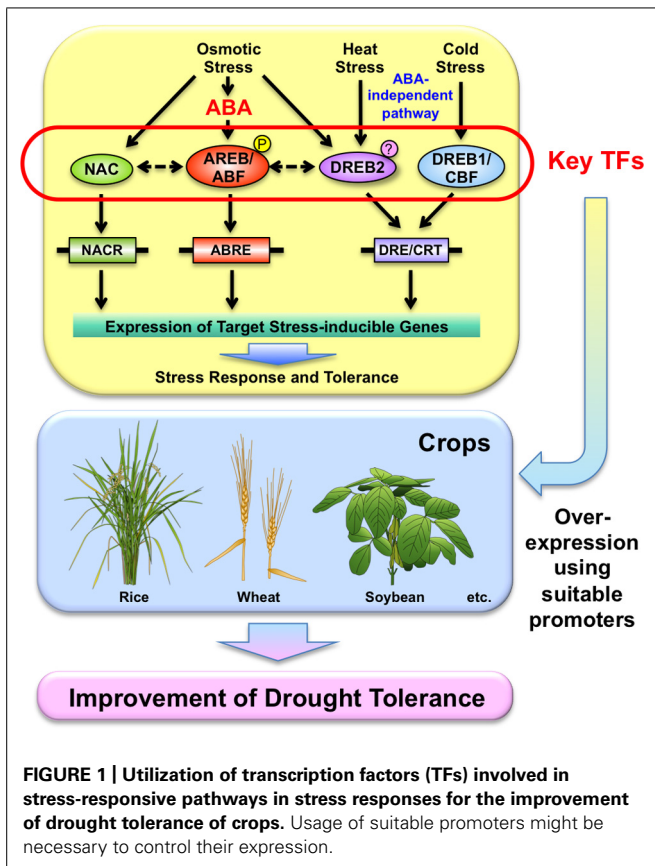 Osmotic Stress
Heat Stress
Cold Stress
ABA-
independent
pathway
ABA
P
?
NAC
AREB/
ABF
DREB2
DREB1/
CBF
Key TFs
NACR
ABRE
DRE/CRT
Expression of Target Stress-inducible Genes
Stress Response and Tolerance
Crops
Rice
Wheat
Soybean
etc.
Over-
expression
using
suitable
promoters
Improvement of Drought Tolerance
FIGURE 1 | Utilization of transcription factors (TFs) involved in
stress-responsive pathways in stress responses for the improvement
of drought tolerance of crops. Usage of suitable promoters might be
necessary to control their expression.